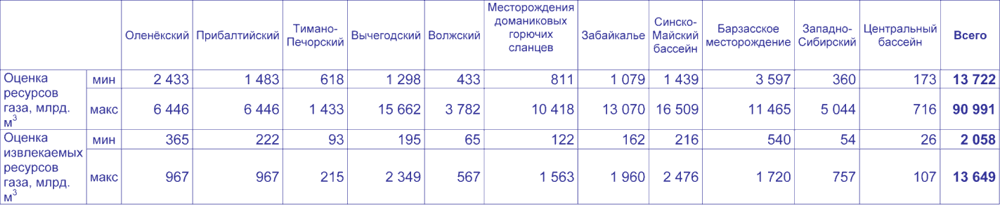 Оленёкский Прибалтийский Тимано-Печорский Вычегодский Волжский Месторождения доманиковых горючих сланцев Забайкалье Синско-Майский бассейн Барзасское месторождение Западно-Сибирский Центральный бассейн Всего
Оценка ресурсов газа, млрд. м³
мин 2 433 1 483 618 1 298 433 811 1 079 1 439 3 597 360 173 13 722
макс 6 446 6 446 1 433 15 662 3 782 10 418 13 070 16 509 11 465 5 044 716 90 991
Оценка извлекаемых ресурсов газа, млрд. м³
мин 365 222 93 195 65 122 162 216 540 54 26 2 058
макс 967 967 215 2 349 567 1 563 1 960 2 476 1 720 757 107 13 649